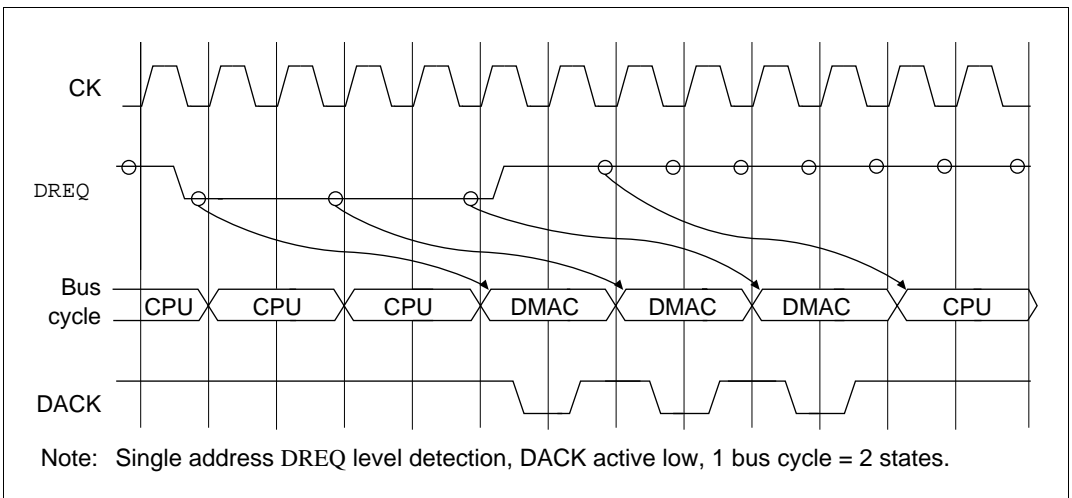 CK
DREQ
Bus
cycle
CPU CPU CPU DMAC DMAC DMAC CPU
DACK
Note: Single address DREQ level detection, DACK active low, 1 bus cycle = 2 states.